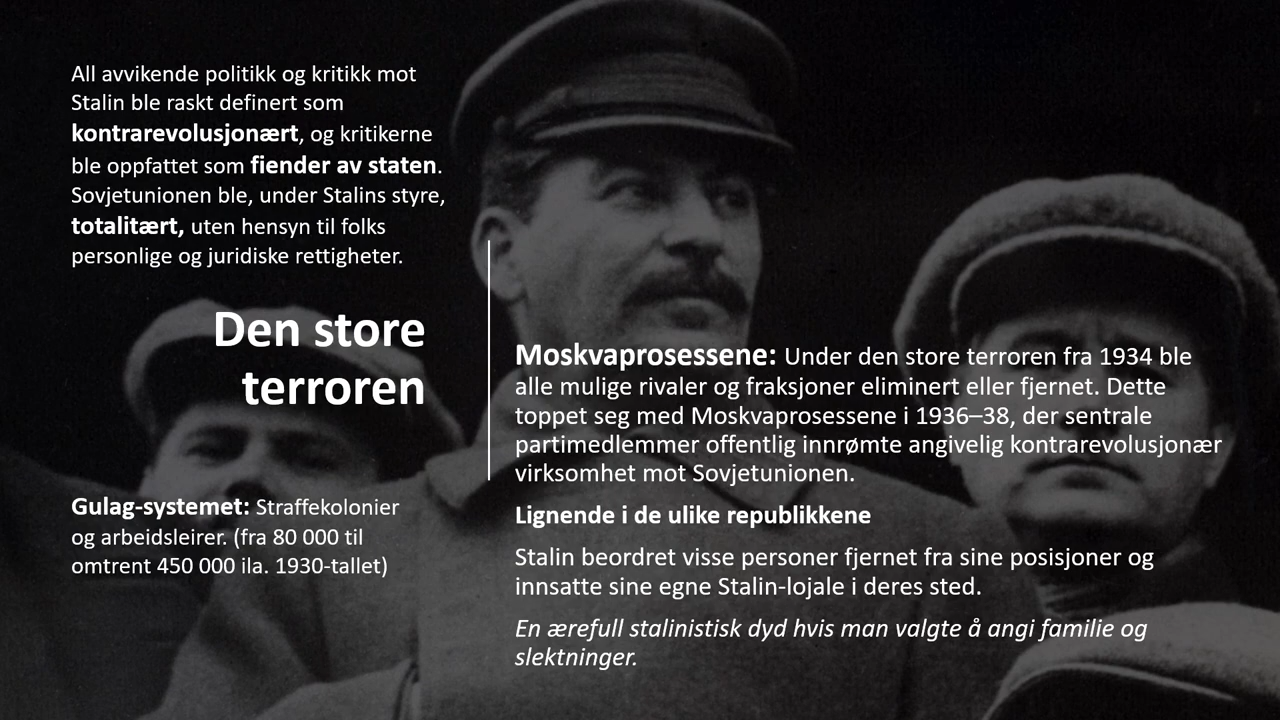 All avvikende politikk og kritikk mot
Stalin ble raskt definert som
kontrarevolusjonært, og kritikerne
ble oppfattet som fiender av staten.
Sovjetunionen ble, under Stalins styre,
totalitært, uten hensyn til folks
personlige og juridiske rettigheter.
Den store
terroren
Gulag-systemet: Straffekolonier
og arbeidsleirer. (fra 80 000 til
omtrent 450 000 ila. 1930-tallet)
Moskvaprosessene: Under den store terroren fra 1934 ble
alle mulige rivaler og fraksjoner eliminert eller fjernet. Dette
toppet seg med Moskvaprosessene i 1936–38, der sentrale
partimedlemmer offentlig innrømte angivelig kontrarevolusjonær
virksomhet mot Sovjetunionen.
Lignende i de ulike republikkene
Stalin beordret visse personer fjernet fra sine posisjoner og
innsatte sine egne Stalin-lojale i deres sted.
En ærefull stalinistisk dyd hvis man valgte å angi familie og
slektninger.